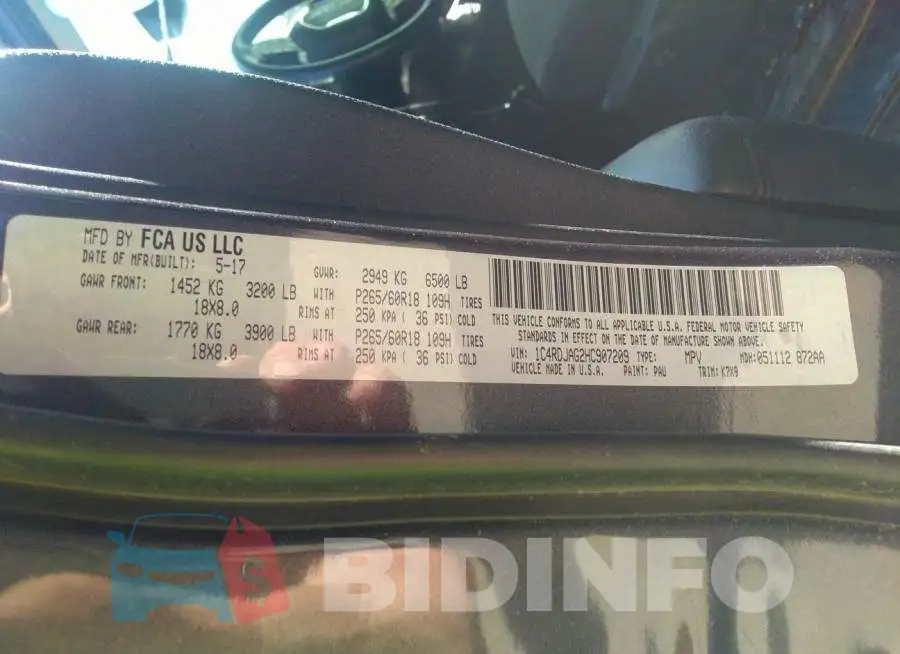 MFD BY FCA US LLC
DATE OF MFR(BUILT): 5-17
GVWR: 2949 KG 6500 LB
GAWR FRONT: 1452 KG 3200 LB WITH P265/60R18 109H TIRES
18X8.0 RIMS AT 250 KPA ( 36 PSI) COLD
GAWR REAR: 1770 KG 3900 LB WITH P265/60R18 109H TIRES
18X8.0 RIMS AT 250 KPA ( 36 PSI) COLD
THIS VEHICLE CONFORMS TO ALL APPLICABLE U.S.A. FEDERAL MOTOR VEHICLE SAFETY
STANDARDS IN EFFECT ON THE DATE OF MANUFACTURE SHOWN ABOVE.
VIN: 1C4RDJAG2HC907209 TYPE: MPV MDH:051112 872AA
VEHICLE MADE IN U.S.A. PAINT: PAU TRIM: K7X9
BIDINFO